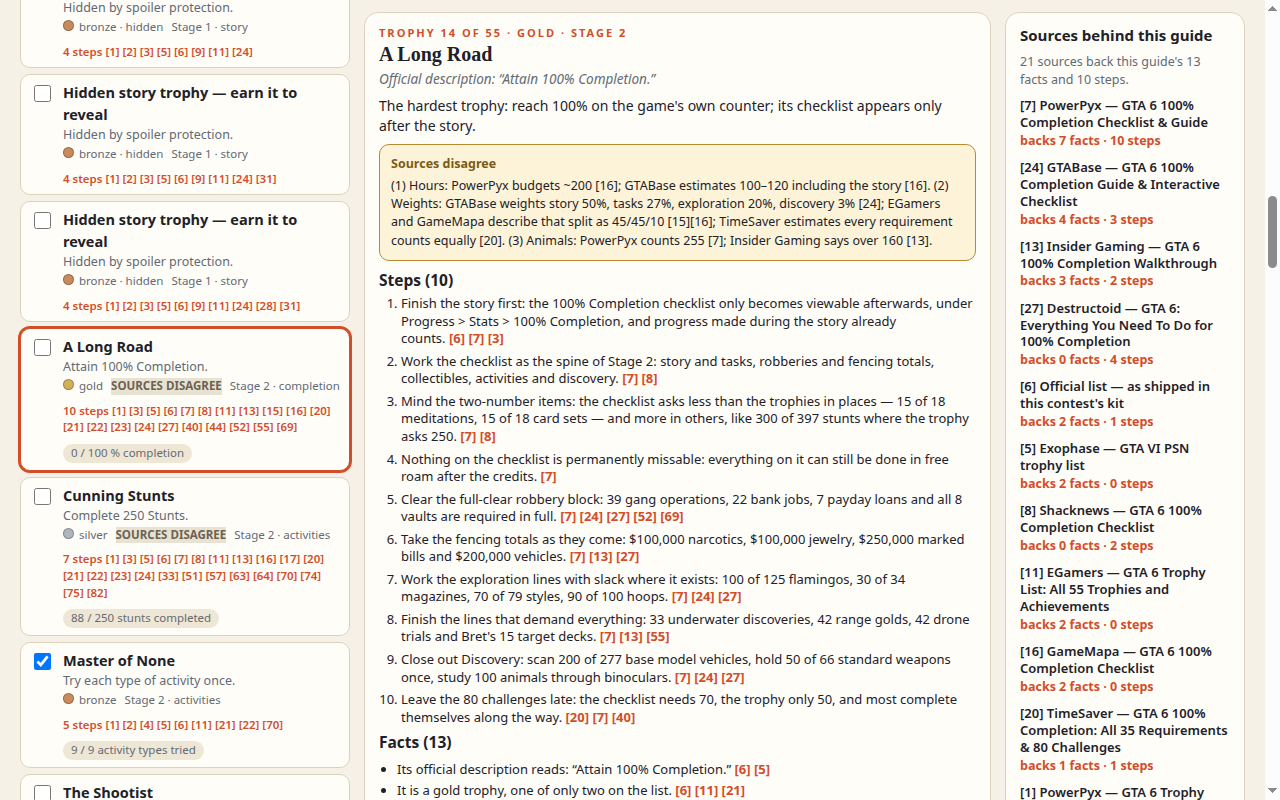 Hidden by spoiler protection.
bronze · hidden Stage 1 · story
4 steps [1] [2] [3] [5] [6] [9] [11] [24]
Hidden story trophy — earn it to
reveal
Hidden by spoiler protection.
bronze · hidden Stage 1 · story
4 steps [1] [2] [3] [5] [6] [9] [11] [24] [31]
Hidden story trophy — earn it to
reveal
Hidden by spoiler protection.
bronze · hidden Stage 1 · story
4 steps [1] [2] [3] [5] [6] [9] [11] [24] [28] [31]
A Long Road
Attain 100% Completion.
gold SOURCES DISAGREE Stage 2 · completion
10 steps [1] [3] [5] [6] [7] [8] [11] [13] [15] [16] [20]
[21] [22] [23] [24] [27] [40] [44] [52] [55] [69]
0 / 100 % completion
Cunning Stunts
Complete 250 Stunts.
silver SOURCES DISAGREE Stage 2 · activities
7 steps [1] [3] [5] [6] [7] [8] [11] [13] [16] [17] [20]
[21] [22] [23] [24] [33] [51] [57] [63] [64] [70] [74]
[75] [82]
88 / 250 stunts completed
Master of None
Try each type of activity once.
bronze Stage 2 · activities
5 steps [1] [2] [4] [5] [6] [11] [21] [22] [70]
9 / 9 activity types tried
The Shootist
TROPHY 14 OF 55 · GOLD · STAGE 2
A Long Road
Official description: “Attain 100% Completion.”
The hardest trophy: reach 100% on the game's own counter; its checklist appears only
after the story.
Sources disagree
(1) Hours: PowerPyx budgets ~200 [16]; GTABase estimates 100–120 including the story [16]. (2)
Weights: GTABase weights story 50%, tasks 27%, exploration 20%, discovery 3% [24]; EGamers
and GameMapa describe that split as 45/45/10 [15][16]; TimeSaver estimates every requirement
counts equally [20]. (3) Animals: PowerPyx counts 255 [7]; Insider Gaming says over 160 [13].
Steps (10)
1. Finish the story first: the 100% Completion checklist only becomes viewable afterwards, under
Progress > Stats > 100% Completion, and progress made during the story already
counts. [6] [7] [3]
2. Work the checklist as the spine of Stage 2: story and tasks, robberies and fencing totals,
collectibles, activities and discovery. [7] [8]
3. Mind the two-number items: the checklist asks less than the trophies in places — 15 of 18
meditations, 15 of 18 card sets — and more in others, like 300 of 397 stunts where the trophy
asks 250. [7] [8]
4. Nothing on the checklist is permanently missable: everything on it can still be done in free
roam after the credits. [7]
5. Clear the full-clear robbery block: 39 gang operations, 22 bank jobs, 7 payday loans and all 8
vaults are required in full. [7] [24] [27] [52] [69]
6. Take the fencing totals as they come: $100,000 narcotics, $100,000 jewelry, $250,000 marked
bills and $200,000 vehicles. [7] [13] [27]
7. Work the exploration lines with slack where it exists: 100 of 125 flamingos, 30 of 34
magazines, 70 of 79 styles, 90 of 100 hoops. [7] [24] [27]
8. Finish the lines that demand everything: 33 underwater discoveries, 42 range golds, 42 drone
trials and Bret's 15 target decks. [7] [13] [55]
9. Close out Discovery: scan 200 of 277 base model vehicles, hold 50 of 66 standard weapons
once, study 100 animals through binoculars. [7] [24] [27]
10. Leave the 80 challenges late: the checklist needs 70, the trophy only 50, and most complete
themselves along the way. [20] [7] [40]
Facts (13)
• Its official description reads: “Attain 100% Completion.” [6] [5]
• It is a gold trophy, one of only two on the list. [6] [11] [21]
Sources behind this guide
21 sources back this guide's 13
facts and 10 steps.
[7] PowerPyx — GTA 6 100%
Completion Checklist & Guide
backs 7 facts · 10 steps
[24] GTABase — GTA 6 100%
Completion Guide & Interactive
Checklist
backs 4 facts · 3 steps
[13] Insider Gaming — GTA 6
100% Completion Walkthrough
backs 3 facts · 2 steps
[27] Destructoid — GTA 6:
Everything You Need To Do for
100% Completion
backs 0 facts · 4 steps
[6] Official list — as shipped in
this contest's kit
backs 2 facts · 1 steps
[5] Exophase — GTA VI PSN
trophy list
backs 2 facts · 0 steps
[8] Shacknews — GTA 6 100%
Completion Checklist
backs 0 facts · 2 steps
[11] EGamers — GTA 6 Trophy
List: All 55 Trophies and
Achievements
backs 2 facts · 0 steps
[16] GameMapa — GTA 6 100%
Completion Checklist
backs 2 facts · 0 steps
[20] TimeSaver — GTA 6 100%
Completion: All 35 Requirements
& 80 Challenges
backs 1 facts · 1 steps
[1] PowerPyx — GTA 6 Trophy